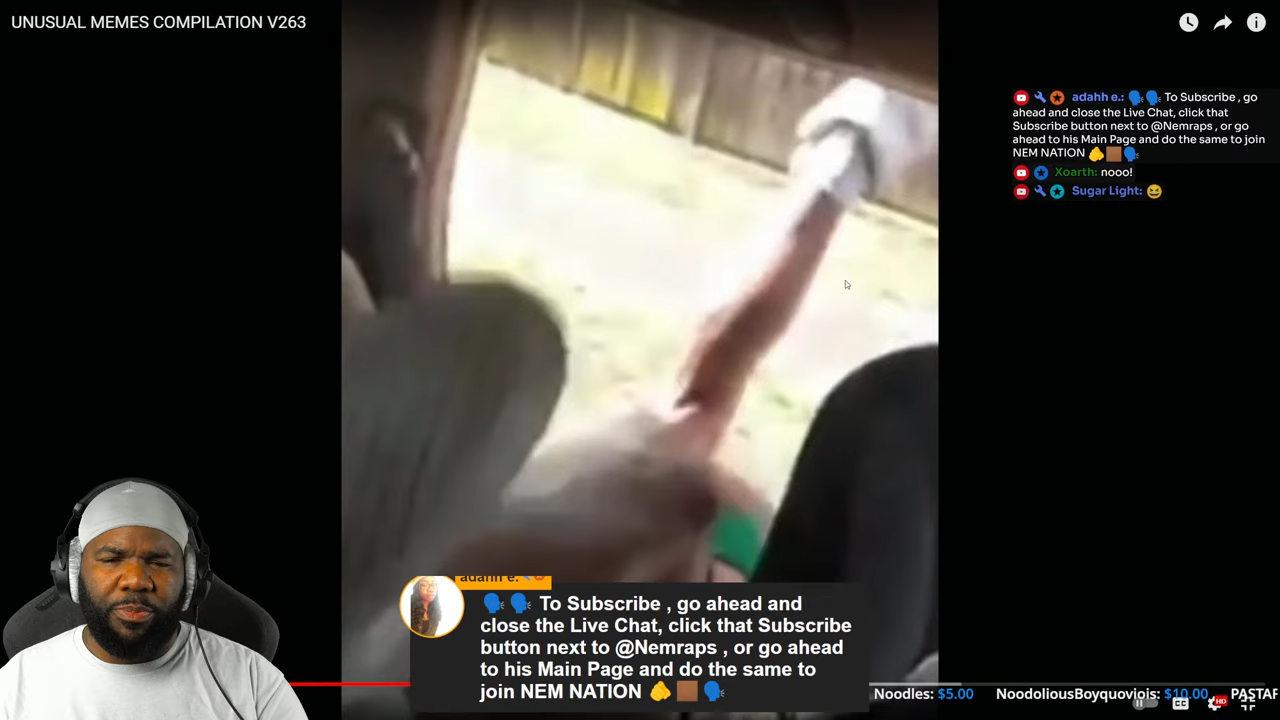 UNUSUAL MEMES COMPILATION V263
adahh e.: 🗣️🗣️ To Subscribe , go
ahead and close the Live Chat, click that
Subscribe button next to @Nemraps , or go
ahead to his Main Page and do the same to join
NEM NATION 🫵🟫🗣️
Xoarth: nooo!
Sugar Light: 😆
adahh e.
🗣️🗣️ To Subscribe , go ahead and
close the Live Chat, click that Subscribe
button next to @Nemraps , or go ahead
to his Main Page and do the same to
join NEM NATION 🫵🟫🗣️
Noodles: $5.00 NoodoliousBoyquoviois: $10.00 PASTAF
CC HD